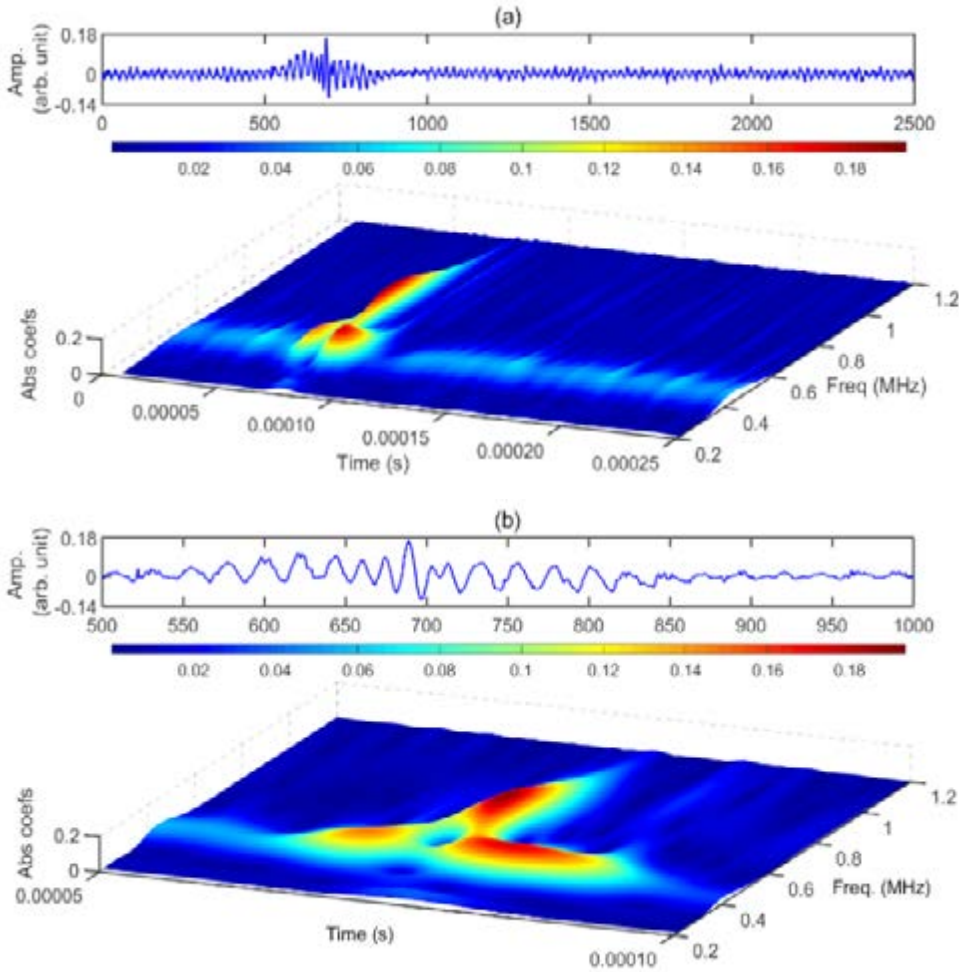 (a)
Amp.
(arb. unit)
0.18
0
-0.14
0 500 1000 1500 2000 2500
0.02 0.04 0.06 0.08 0.1 0.12 0.14 0.16 0.18
Abs coefs
0.2
0
0 0.00005 0.00010 0.00015 0.00020 0.00025
Time (s)
0.2 0.4 0.6 0.8 1 1.2
Freq (MHz)
(b)
Amp.
(arb. unit)
0.18
0
-0.14
500 550 600 650 700 750 800 850 900 950 1000
0.02 0.04 0.06 0.08 0.1 0.12 0.14 0.16 0.18
Abs coefs
0.2
0
0.00005 0.00010
Time (s)
0.2 0.4 0.6 0.8 1 1.2
Freq. (MHz)